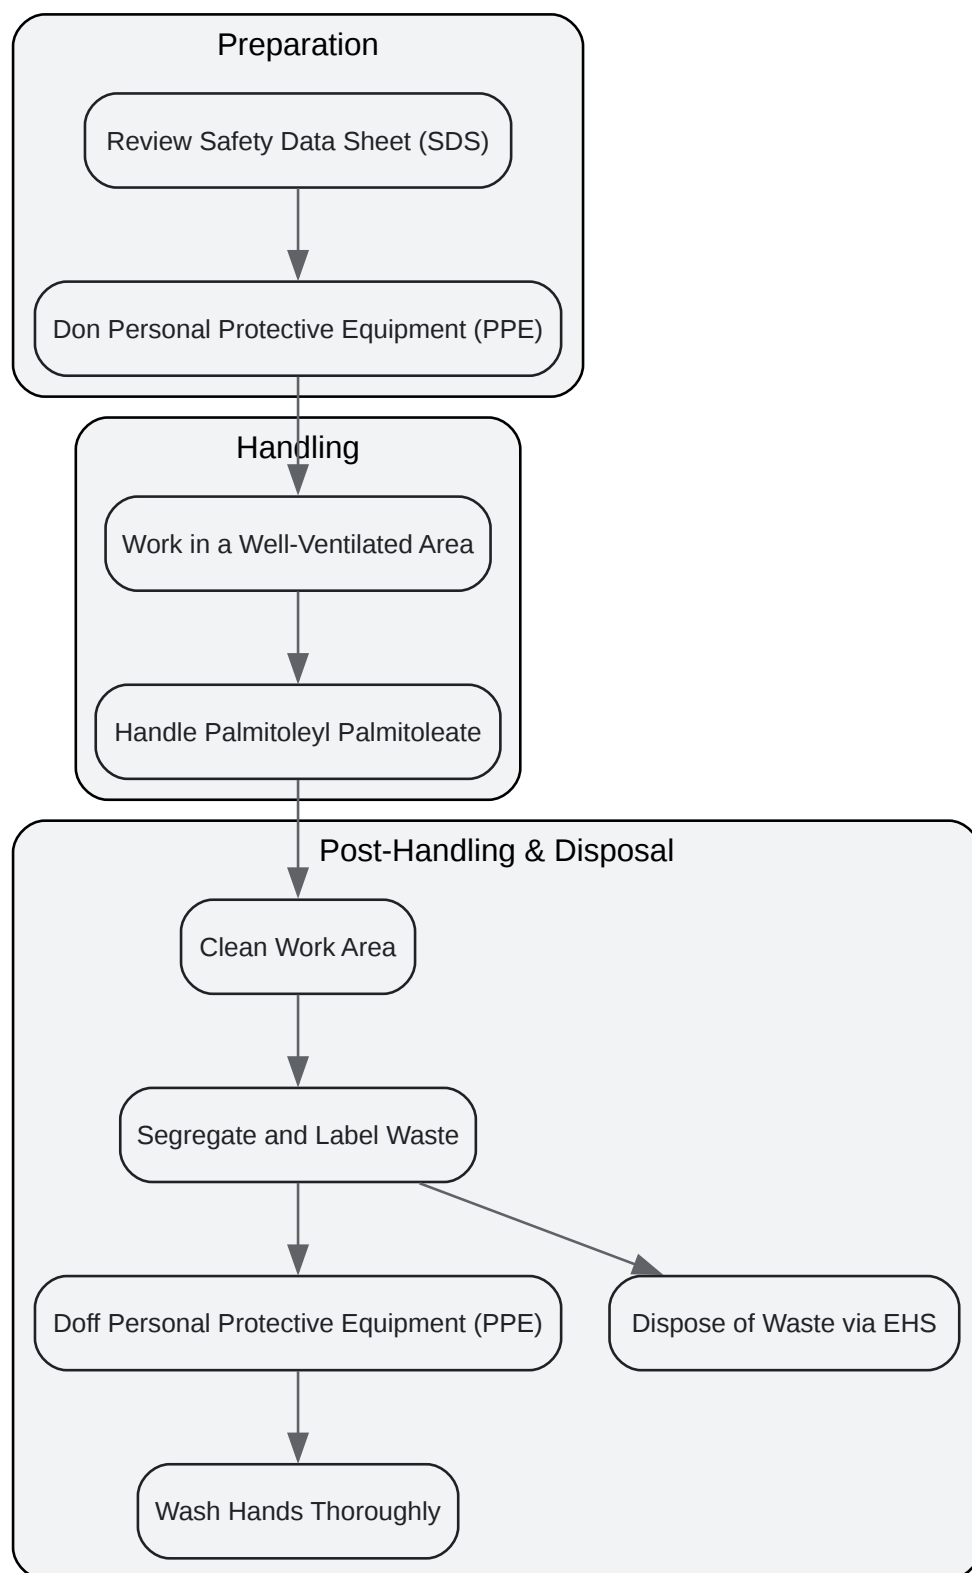 Preparation
Review Safety Data Sheet (SDS)
Don Personal Protective Equipment (PPE)
Handling
Work in a Well-Ventilated Area
Handle Palmitoleyl Palmitoleate
Post-Handling & Disposal
Clean Work Area
Segregate and Label Waste
Doff Personal Protective Equipment (PPE)
Dispose of Waste via EHS
Wash Hands Thoroughly